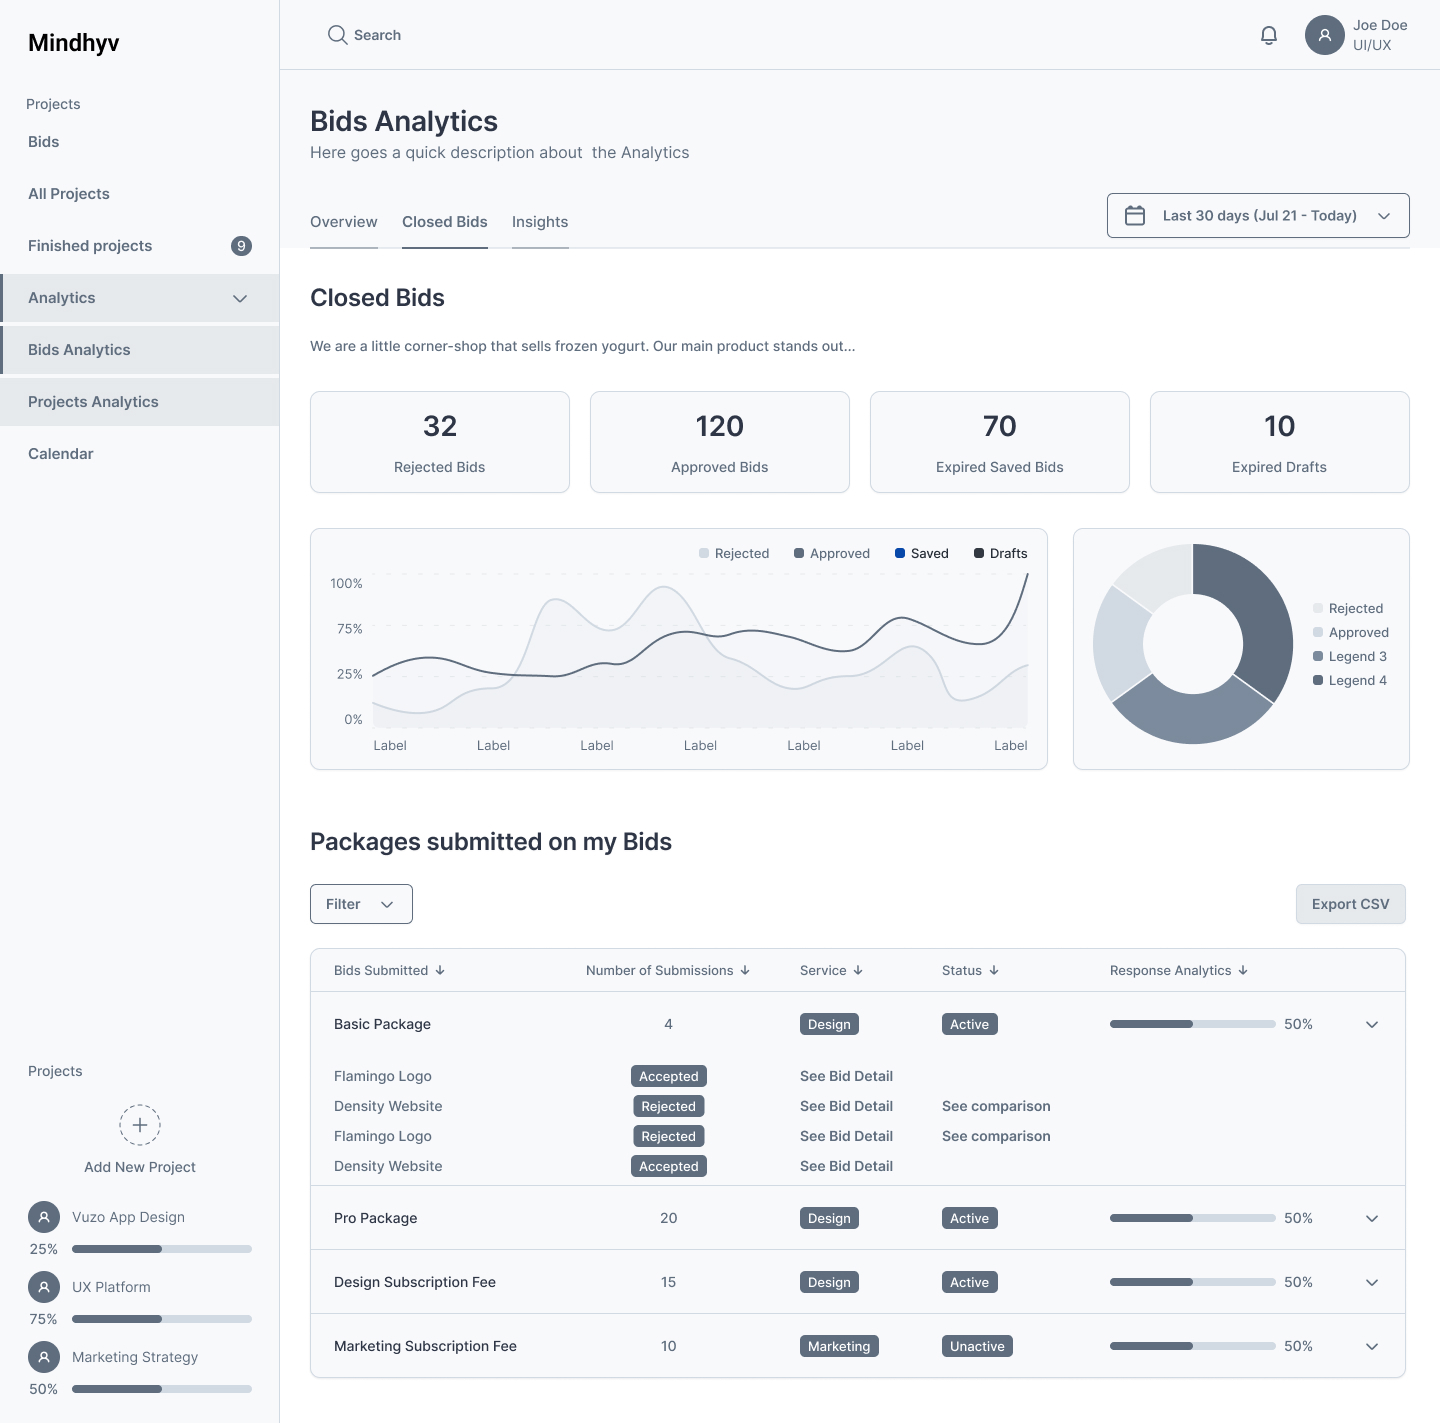 Mindhyv
Projects
Bids
All Projects
Finished projects 9
Analytics
Bids Analytics
Projects Analytics
Calendar
Projects
Add New Project
Vuzo App Design
25%
UX Platform
75%
Marketing Strategy
50%
Search
Joe Doe
UI/UX
Bids Analytics
Here goes a quick description about  the Analytics
Overview Closed Bids Insights
Last 30 days (Jul 21 - Today)
Closed Bids
We are a little corner-shop that sells frozen yogurt. Our main product stands out...
32
Rejected Bids
120
Approved Bids
70
Expired Saved Bids
10
Expired Drafts
Rejected Approved Saved Drafts
100%
75%
25%
0%
Label Label Label Label Label Label Label
Rejected
Approved
Legend 3
Legend 4
Packages submitted on my Bids
Filter
Export CSV
Bids Submitted Number of Submissions Service Status Response Analytics
Basic Package 4 Design Active 50%
Flamingo Logo Accepted See Bid Detail
Density Website Rejected See Bid Detail See comparison
Flamingo Logo Rejected See Bid Detail See comparison
Density Website Accepted See Bid Detail
Pro Package 20 Design Active 50%
Design Subscription Fee 15 Design Active 50%
Marketing Subscription Fee 10 Marketing Unactive 50%